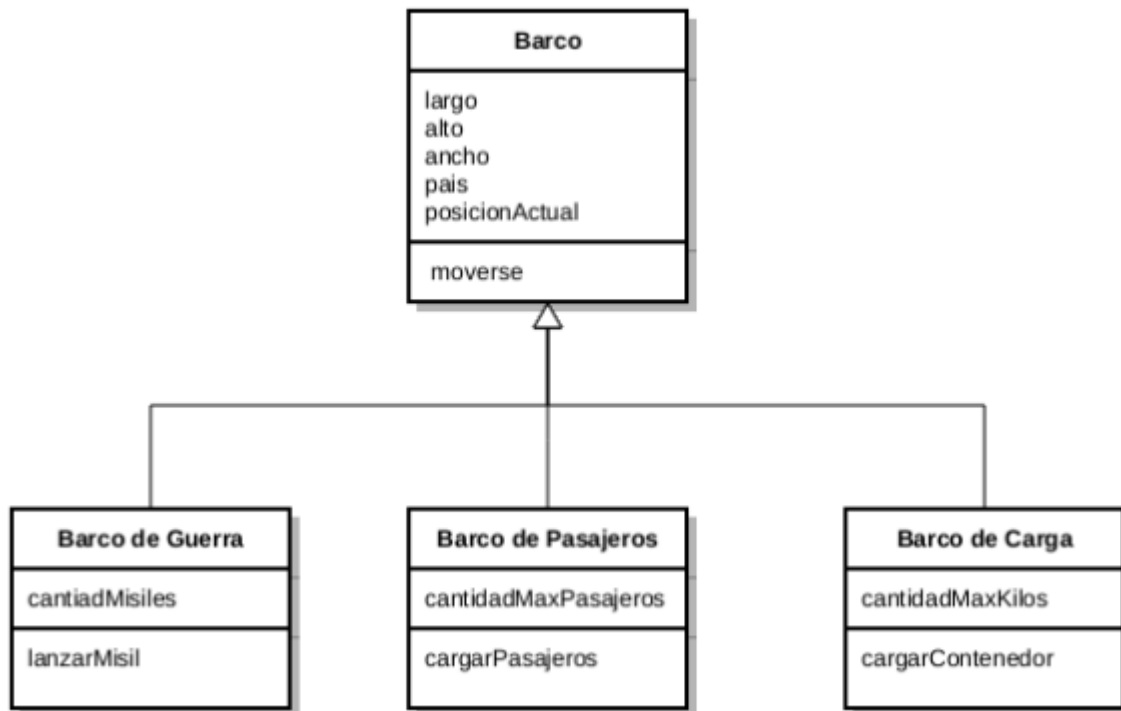 Barco
largo
alto
ancho
pais
posicionActual
moverse
Barco de Guerra
cantiadMisiles
lanzarMisil
Barco de Pasajeros
cantidadMaxPasajeros
cargarPasajeros
Barco de Carga
cantidadMaxKilos
cargarContenedor